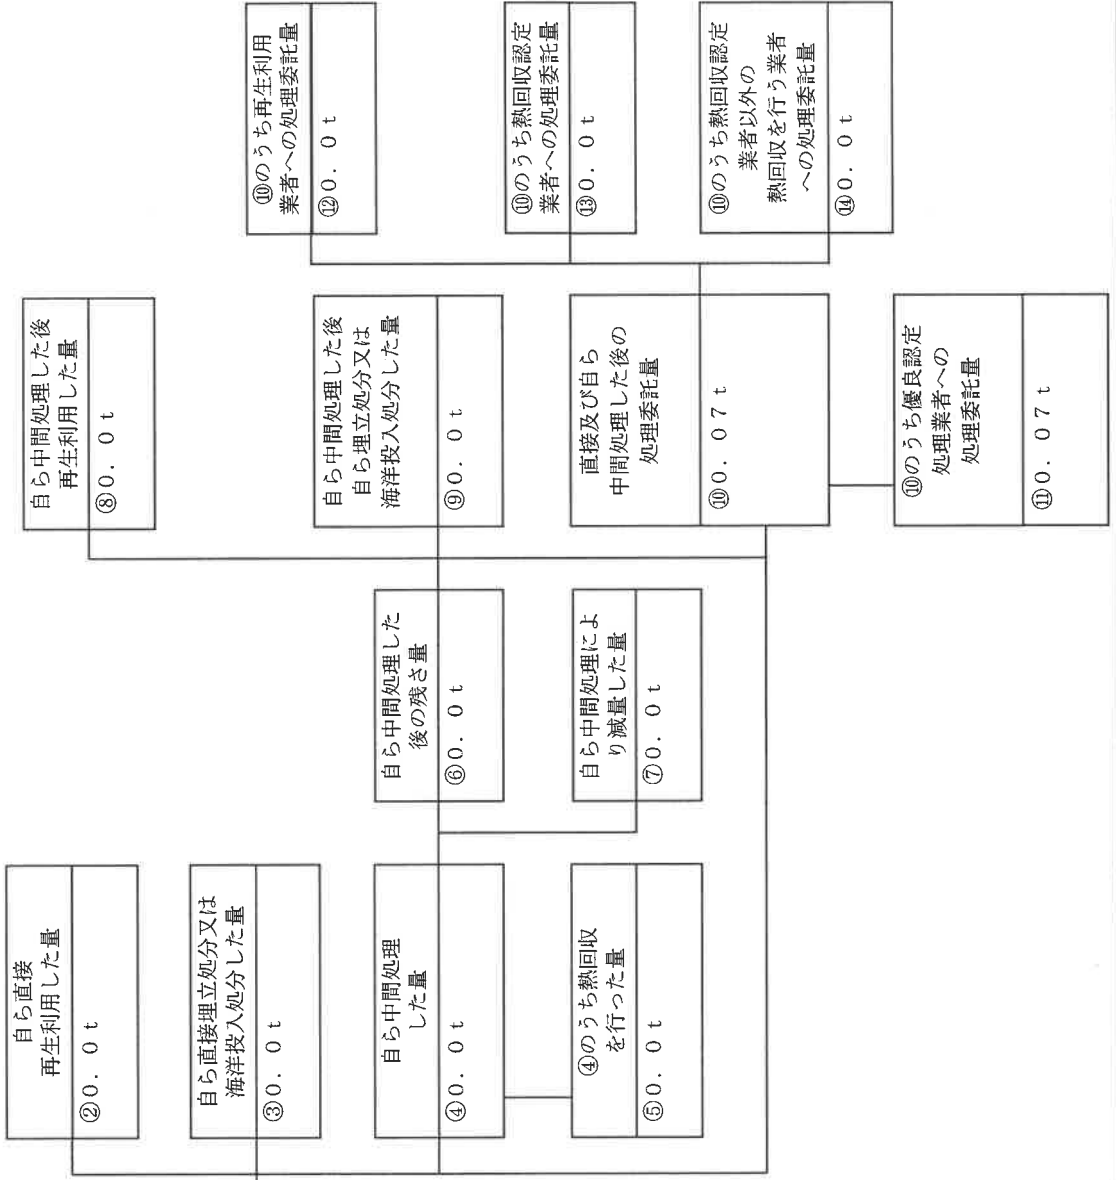 自ら直接
再生利用した量
②0.0t
自ら直接埋立処分又は
海洋投入処分した量
③0.0t
自ら中間処理
した量
④0.0t
④のうち熱回収
を行った量
⑤0.0t
自ら中間処理した
後の残さ量
⑥0.0t
自ら中間処理によ
り減量した量
⑦0.0t
自ら中間処理した後
再生利用した量
⑧0.0t
自ら中間処理した後
自ら埋立処分又は
海洋投入処分した量
⑨0.0t
直接及び自ら
中間処理した後の
処理委託量
⑩0.07t
⑩のうち優良認定
処理業者への
処理委託量
⑪0.07t
⑩のうち再生利用
業者への処理委託量
⑫0.0t
⑩のうち熱回収認定
業者への処理委託量
⑬0.0t
⑩のうち熱回収認定
業者以外の
熱回収を行う業者
への処理委託量
⑭0.0t